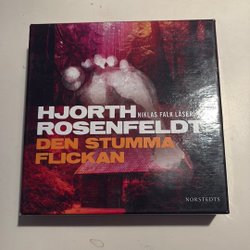 HJORTH
NIKLAS FALK LÄSER
ROSENFELDT
DEN STUMMA
FLICKAN
NORSTEDTS